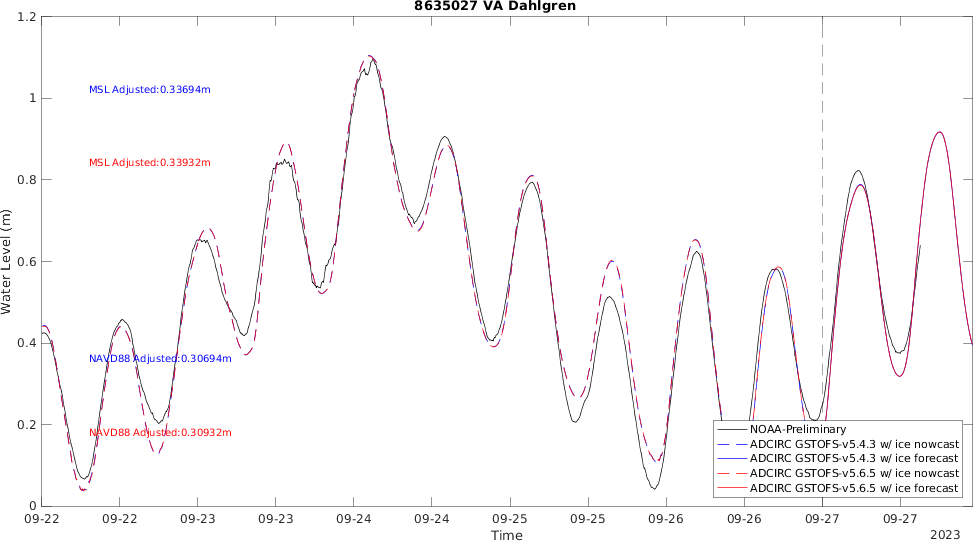 8635027 VA Dahlgren
1.2
1
0.8
0.6
0.4
0.2
0
Water Level (m)
MSL Adjusted:0.33694m
MSL Adjusted:0.33932m
NAVD88 Adjusted:0.30694m
NAVD88 Adjusted:0.30932m
NOAA-Preliminary
ADCIRC GSTOFS-v5.4.3 w/ ice nowcast
ADCIRC GSTOFS-v5.4.3 w/ ice forecast
ADCIRC GSTOFS-v5.6.5 w/ ice nowcast
ADCIRC GSTOFS-v5.6.5 w/ ice forecast
09-22 09-22 09-23 09-23 09-24 09-24 09-25 09-25 09-26 09-26 09-27 09-27
Time
2023